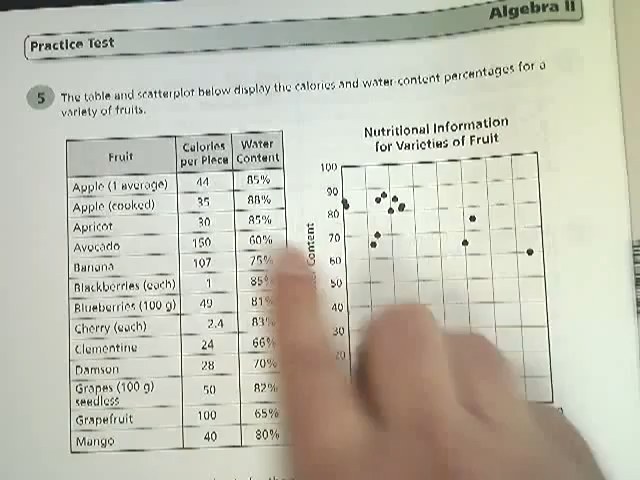 Algebra II
Practice Test
5 The table and scatterplot below display the calories and water-content percentages for a
variety of fruits.
Nutritional Information
for Varieties of Fruit
Fruit Calories per Piece Water Content
Apple (1 average) 44 85%
Apple (cooked) 35 88%
Apricot 30 85%
Avocado 150 60%
Banana 107 75%
Blackberries (each) 1 85%
Blueberries (100 g) 49 81%
Cherry (each) 2.4 83%
Clementine 24 66%
Damson 28 70%
Grapes (100 g) seedless 50 82%
Grapefruit 100 65%
Mango 40 80%
Content
100
90
80
70
60
50
40
30
20